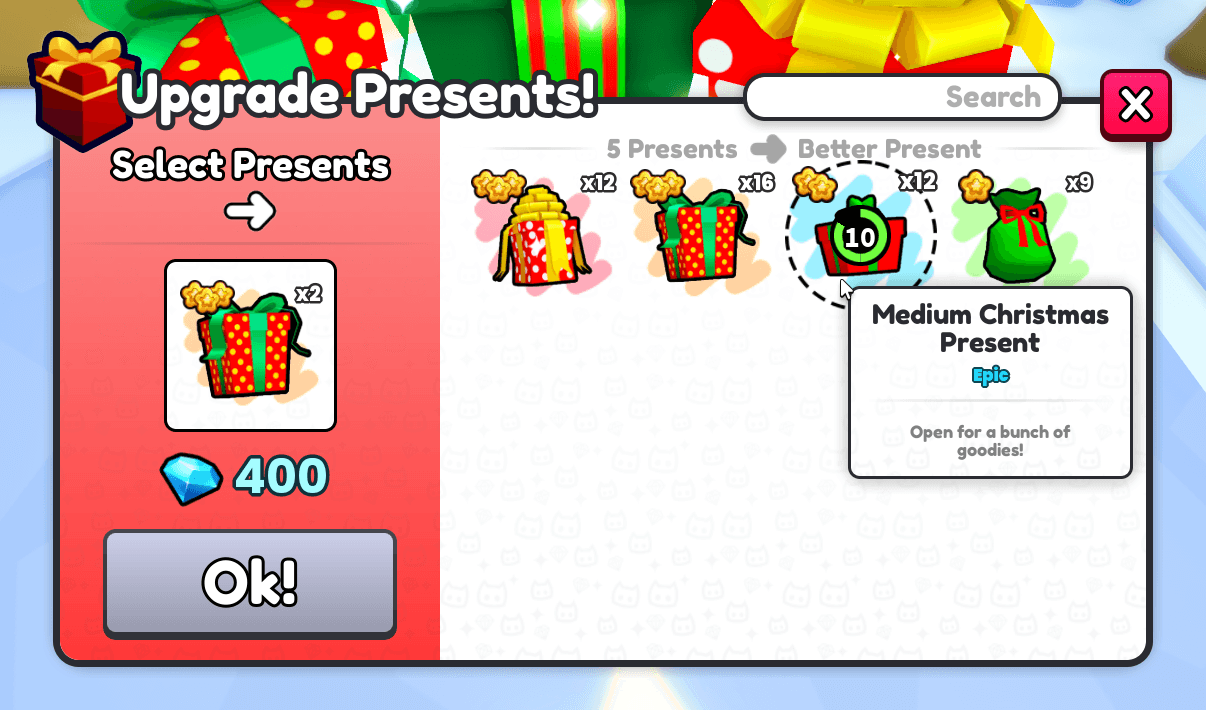 Upgrade Presents!
Search
Select Presents
5 Presents Better Present
x12
x16
x12
x9
10
x2
Medium Christmas
Present
Epic
Open for a bunch of
goodies!
400
Ok!